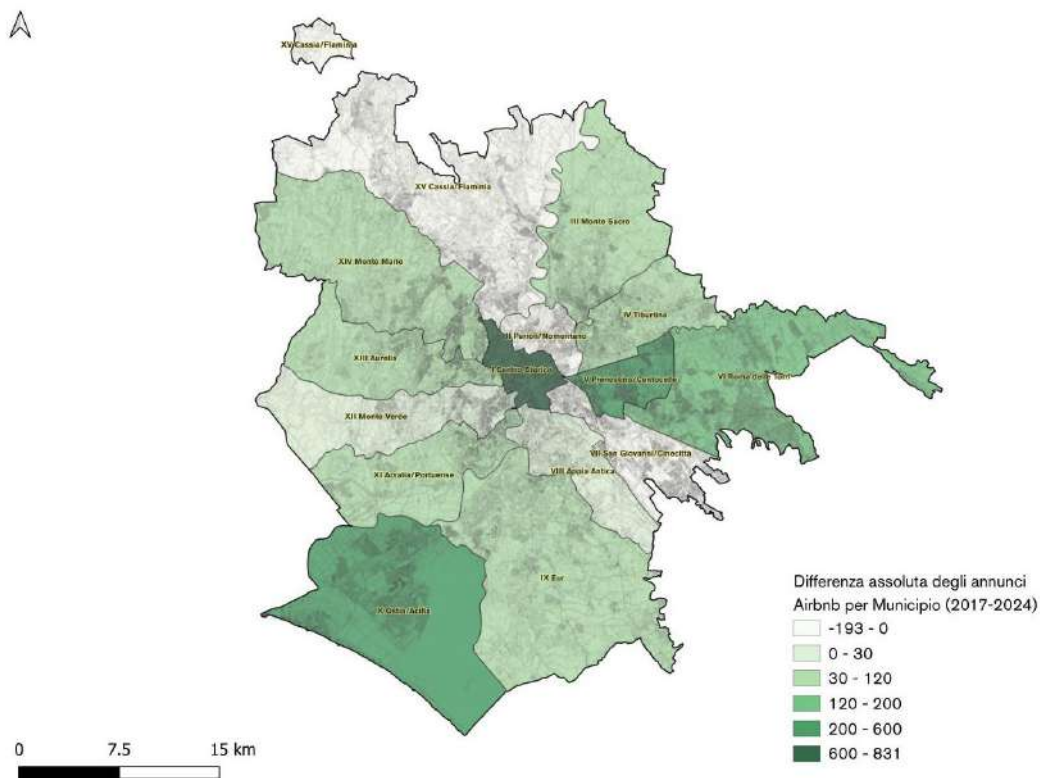 XV Cassia/Flaminia
XV Cassia/Flaminia
III Monte Sacro
XIV Monte Mario
IV Tiburtina
II Parioli/Nomentano
XIII Aurelia
I Centro Storico
V Prenestino/Centocelle
VI Roma delle Torri
XII Monte Verde
VII San Giovanni/Cinecittà
VIII Appia Antica
XI Arvalia/Portuense
IX Eur
X Ostia/Acilia
Differenza assoluta degli annunci
Airbnb per Municipio (2017-2024)
-193 - 0
0 - 30
30 - 120
120 - 200
200 - 600
600 - 831
0 7.5 15 km